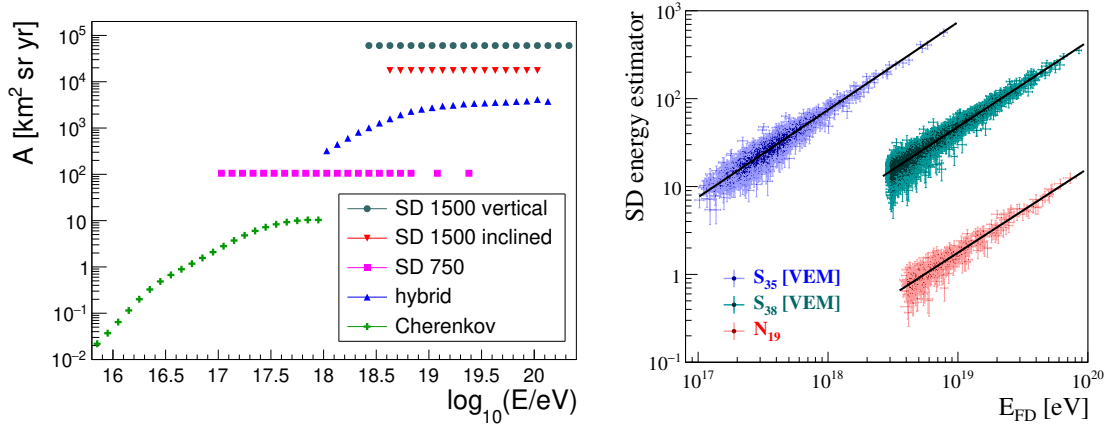 A [km² sr yr]
10⁵
10⁴
10³
10²
10
1
10⁻¹
10⁻²
SD 1500 vertical
SD 1500 inclined
SD 750
hybrid
Cherenkov
16 16.5 17 17.5 18 18.5 19 19.5 20
log₁₀(E/eV)
SD energy estimator
10³
10²
10
1
10⁻¹
S₃₅ [VEM]
S₃₈ [VEM]
N₁₉
10¹⁷ 10¹⁸ 10¹⁹ 10²⁰
E_FD [eV]